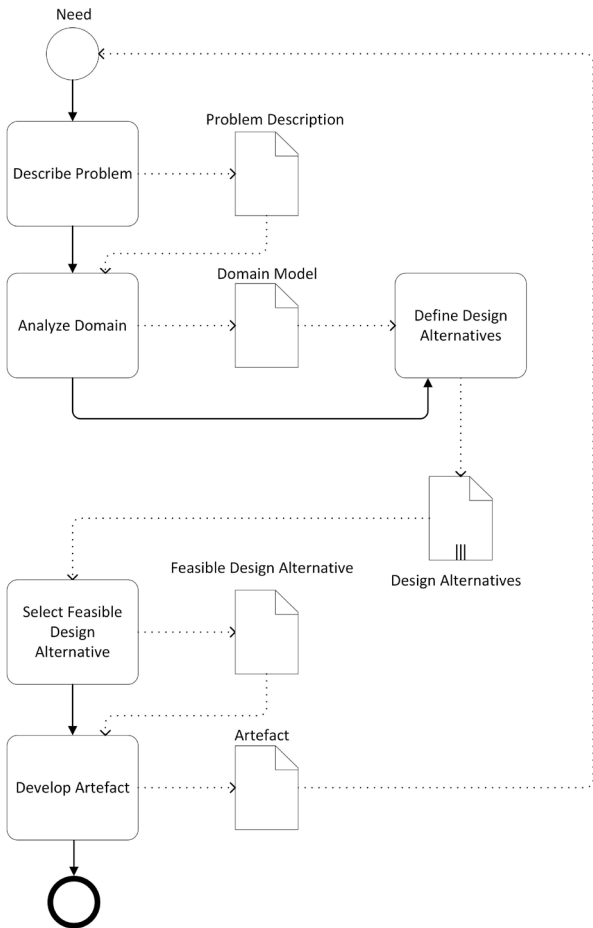 Need
Problem Description
Describe Problem
Domain Model
Define Design
Alternatives
Analyze Domain
Design Alternatives
Feasible Design Alternative
Select Feasible
Design
Alternative
Artefact
Develop Artefact